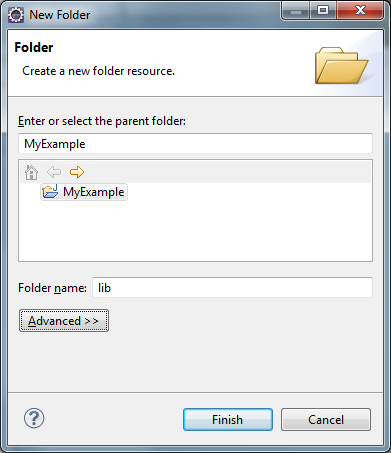 New Folder
Folder
Create a new folder resource.
Enter or select the parent folder:
MyExample
MyExample
Folder name: lib
Advanced >>
Finish Cancel